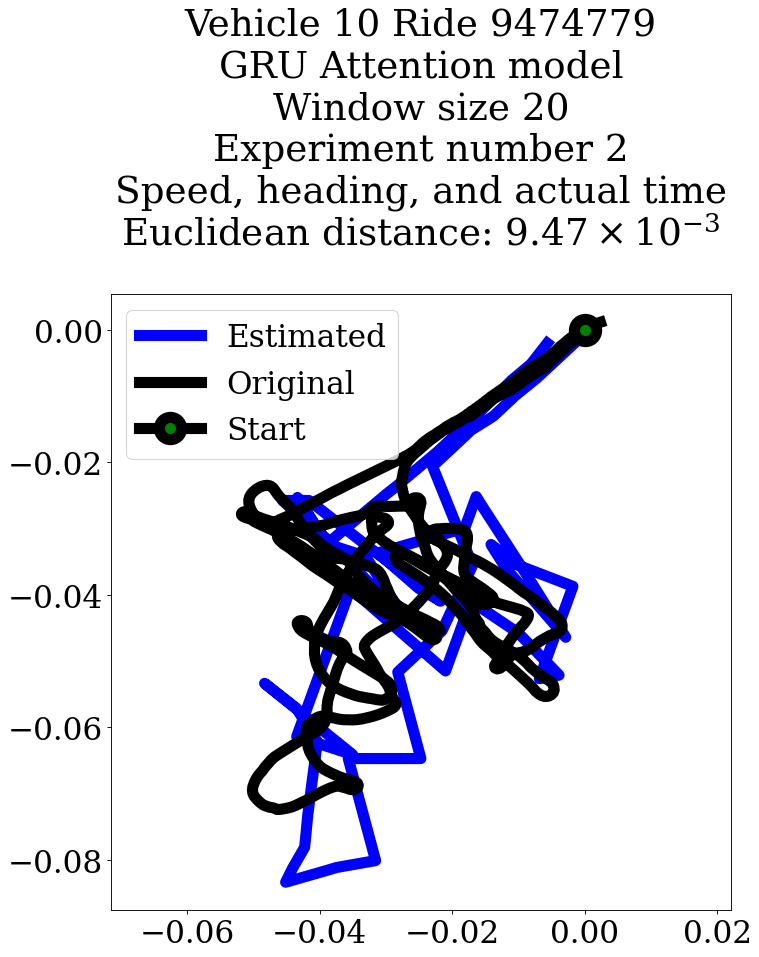 Vehicle 10 Ride 9474779
GRU Attention model
Window size 20
Experiment number 2
Speed, heading, and actual time
Euclidean distance: 9.47 × 10⁻³
Estimated
Original
Start
0.00
−0.02
−0.04
−0.06
−0.08
−0.06 −0.04 −0.02 0.00 0.02